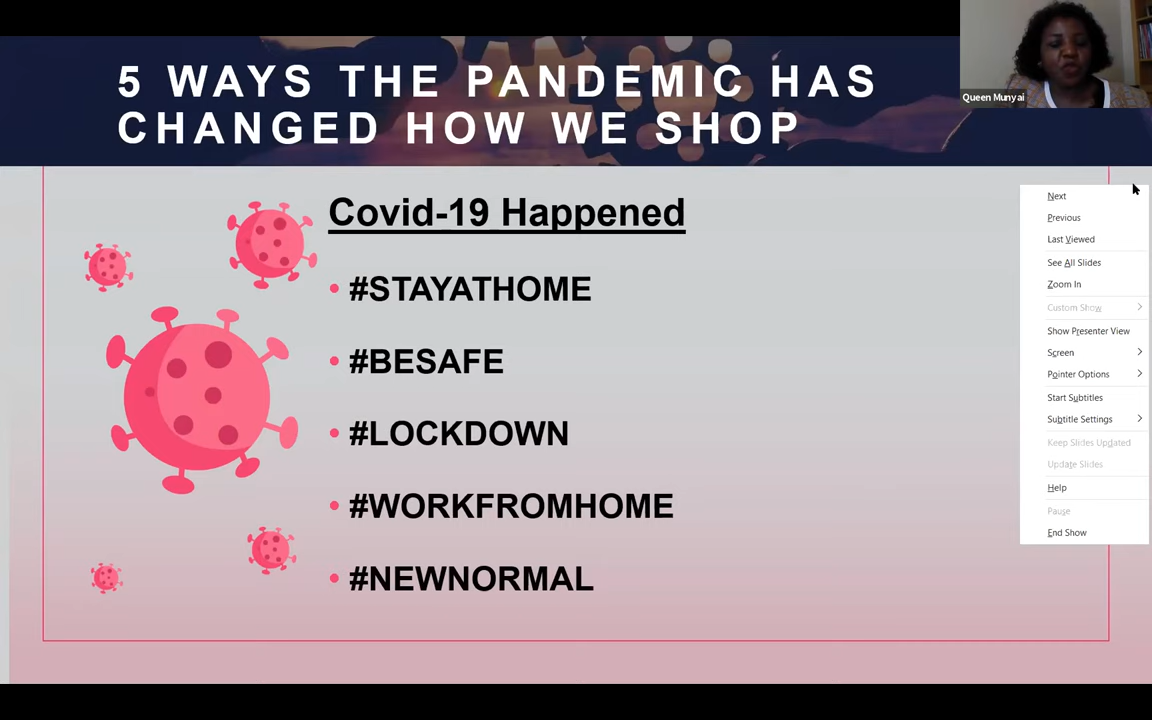 5 WAYS THE PANDEMIC HAS
CHANGED HOW WE SHOP
Queen Munyai
Covid-19 Happened
#STAYATHOME
#BESAFE
#LOCKDOWN
#WORKFROMHOME
#NEWNORMAL
Next
Previous
Last Viewed
See All Slides
Zoom In
Custom Show
Show Presenter View
Screen
Pointer Options
Start Subtitles
Subtitle Settings
Keep Slides Updated
Update Slides
Help
Pause
End Show